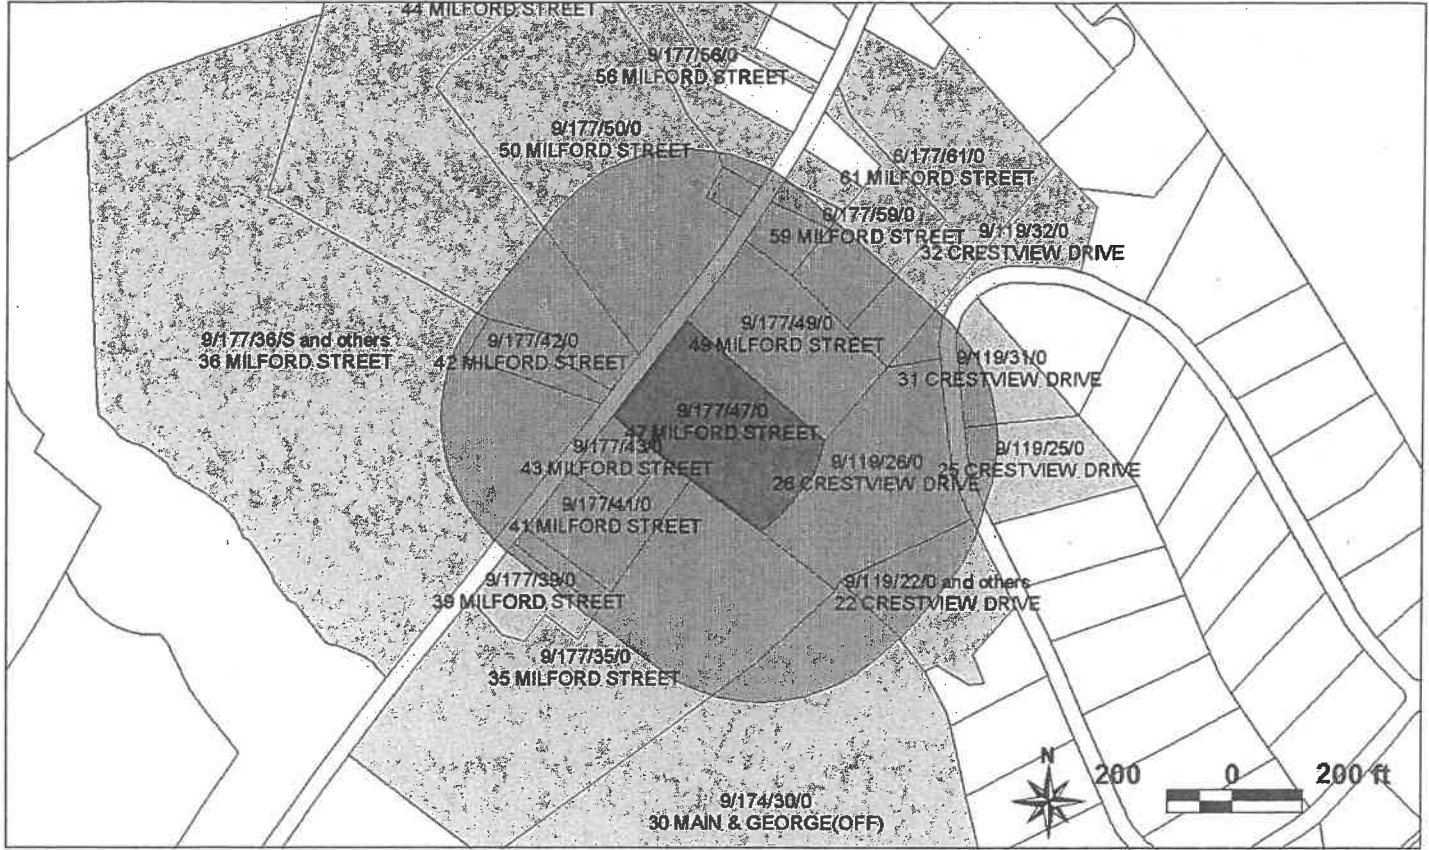 44 MILFORD STREET
9/177/56/0
56 MILFORD STREET
9/177/50/0
50 MILFORD STREET
6/177/61/0
61 MILFORD STREET
6/177/59/0
59 MILFORD STREET
9/119/32/0
32 CRESTVIEW DRIVE
9/177/36/S and others
36 MILFORD STREET
9/177/42/0
42 MILFORD STREET
9/177/49/0
49 MILFORD STREET
9/119/31/0
31 CRESTVIEW DRIVE
9/177/47/0
47 MILFORD STREET
9/177/43/0
43 MILFORD STREET
9/119/26/0
26 CRESTVIEW DRIVE
9/119/25/0
25 CRESTVIEW DRIVE
9/177/41/0
41 MILFORD STREET
9/177/39/0
39 MILFORD STREET
9/119/22/0 and others
22 CRESTVIEW DRIVE
9/177/35/0
35 MILFORD STREET
N
200 0 200 ft
9/174/30/0
30 MAIN & GEORGE(OFF)